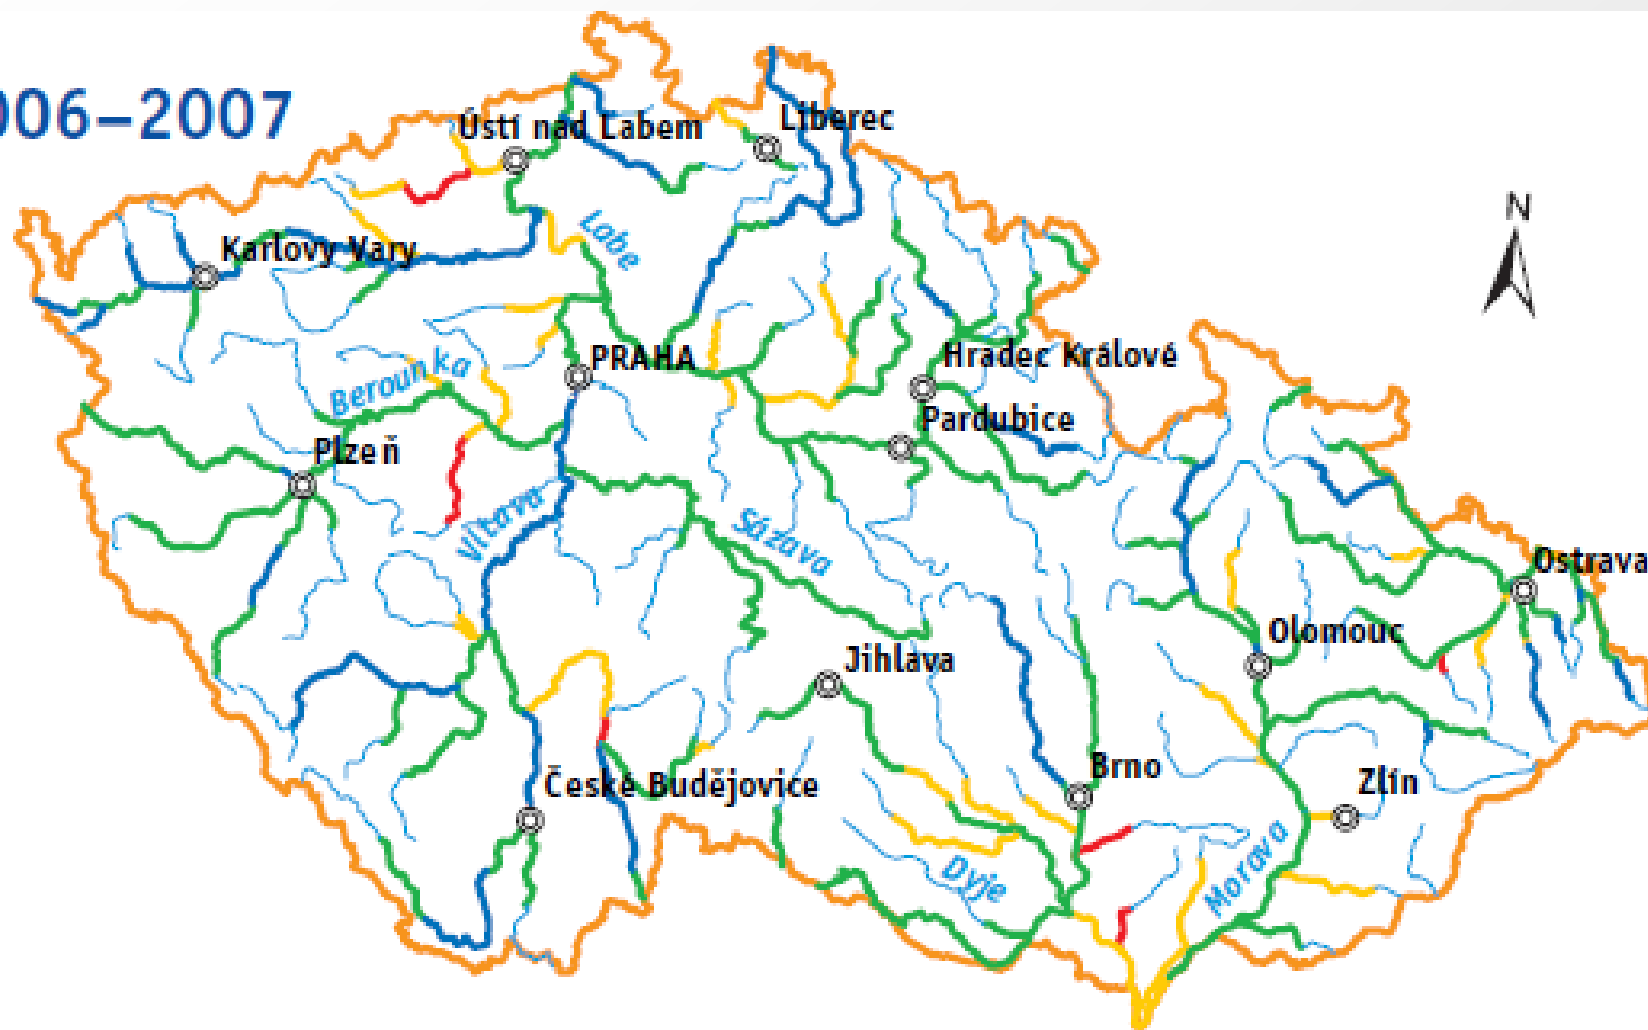 006–2007
Ústí nad Labem
Liberec
N
Labe
Karlovy Vary
PRAHA
Hradec Králové
Berounka
Pardubice
Plzeň
Vltava
Sázava
Ostrava
Olomouc
Jihlava
Brno
České Budějovice
Zlín
Dyje
Morava